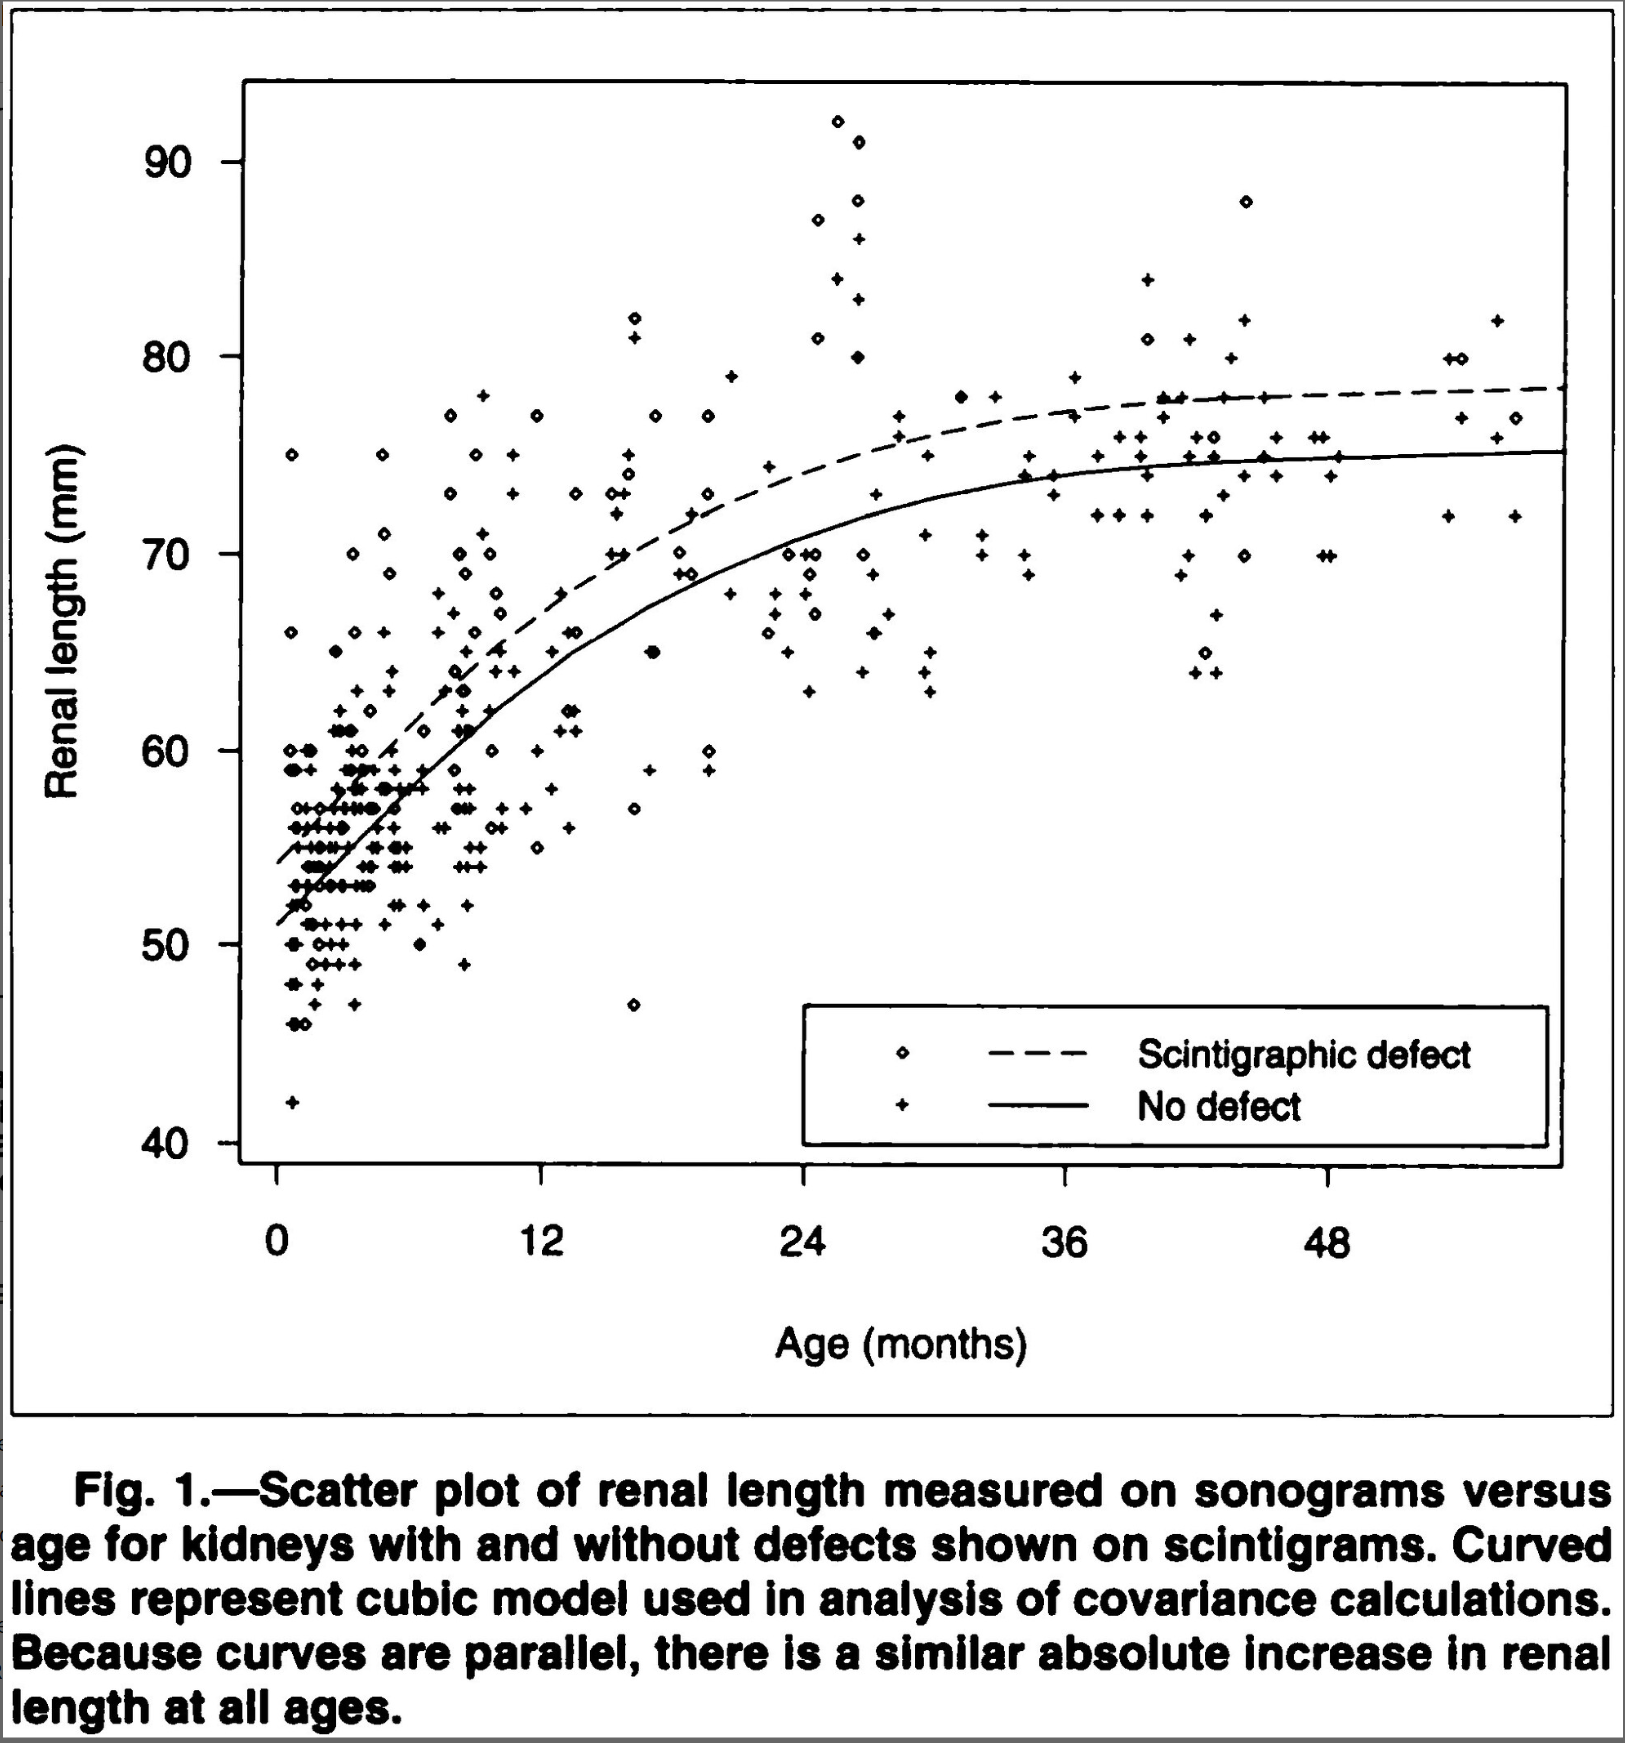 90
80
70
60
50
40
Renal length (mm)
Scintigraphic defect
No defect
0 12 24 36 48
Age (months)
Fig. 1.—Scatter plot of renal length measured on sonograms versus
age for kidneys with and without defects shown on scintigrams. Curved
lines represent cubic model used in analysis of covariance calculations.
Because curves are parallel, there is a similar absolute increase in renal
length at all ages.